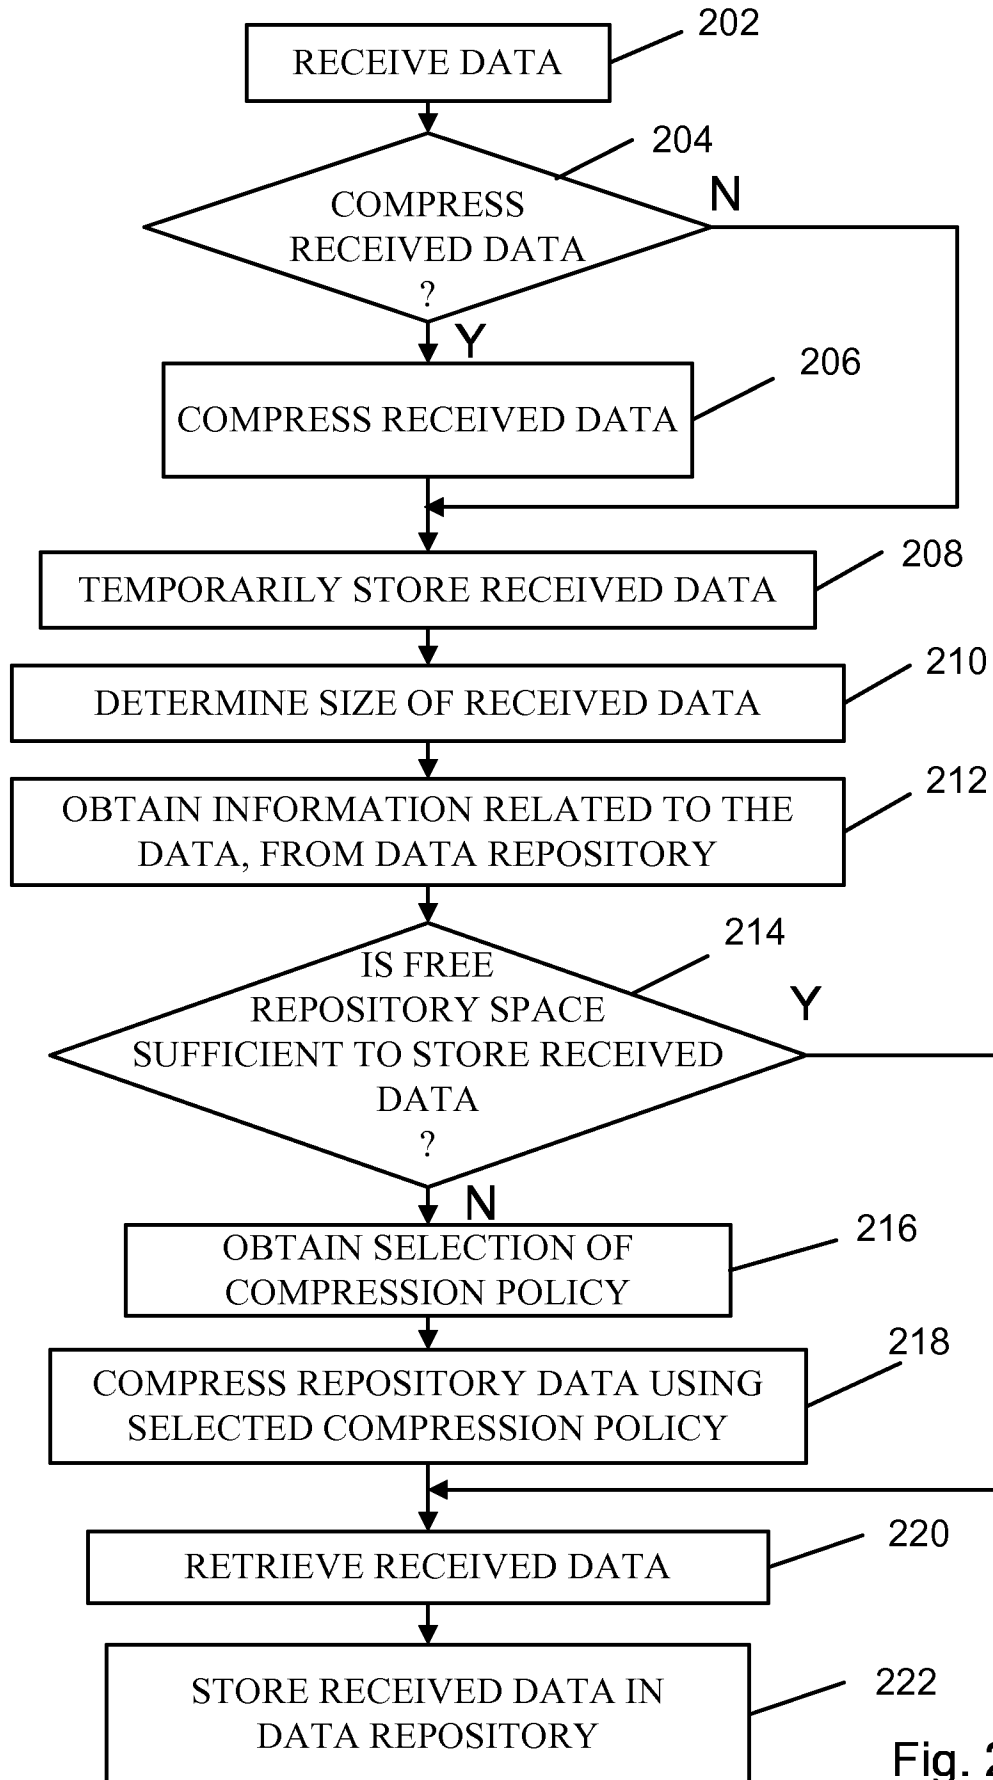 202
RECEIVE DATA
204
N
COMPRESS
RECEIVED DATA
?
Y
206
COMPRESS RECEIVED DATA
208
TEMPORARILY STORE RECEIVED DATA
210
DETERMINE SIZE OF RECEIVED DATA
212
OBTAIN INFORMATION RELATED TO THE
DATA, FROM DATA REPOSITORY
214
IS FREE
REPOSITORY SPACE
SUFFICIENT TO STORE RECEIVED
DATA
?
Y
N
216
OBTAIN SELECTION OF
COMPRESSION POLICY
218
COMPRESS REPOSITORY DATA USING
SELECTED COMPRESSION POLICY
220
RETRIEVE RECEIVED DATA
222
STORE RECEIVED DATA IN
DATA REPOSITORY
Fig. 2